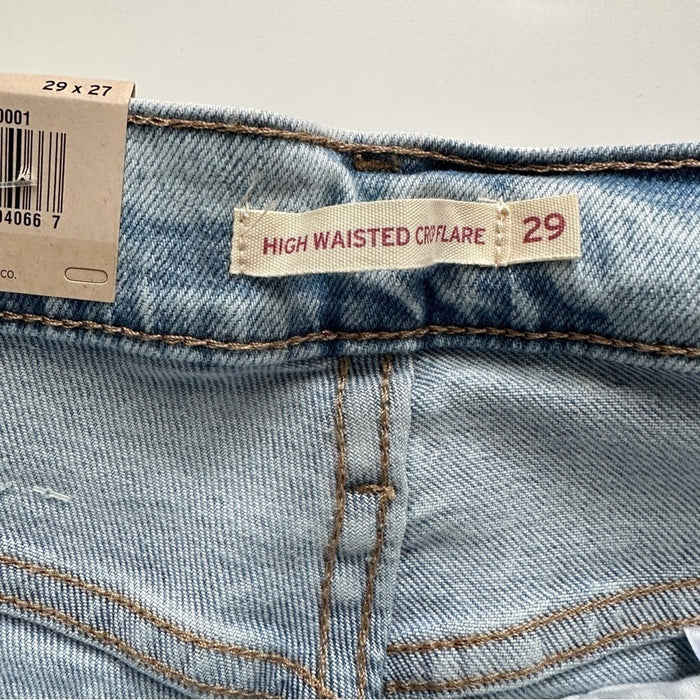 29 x 27
0001
04066 7
CO.
HIGH WAISTED CROP FLARE 29